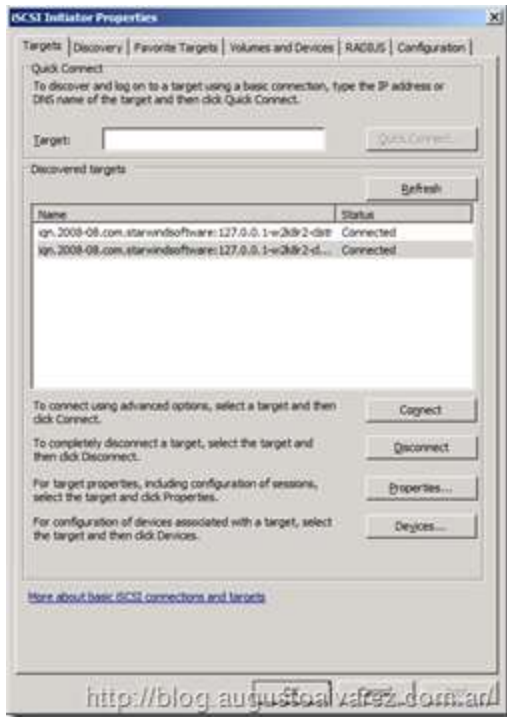 iSCSI Initiator Properties
Targets
Discovery
Favorite Targets
Volumes and Devices
RADIUS
Configuration
Quick Connect
To discover and log on to a target using a basic connection, type the IP address or
DNS name of the target and then click Quick Connect.
Target:
Quick Connect...
Discovered targets
Refresh
Name
Status
iqn.2008-08.com.starwindsoftware:127.0.0.1-w2k8r2-distr
Connected
iqn.2008-08.com.starwindsoftware:127.0.0.1-w2k8r2-d...
Connected
To connect using advanced options, select a target and then
click Connect.
Connect
To completely disconnect a target, select the target and
then click Disconnect.
Disconnect
For target properties, including configuration of sessions,
select the target and click Properties.
Properties...
For configuration of devices associated with a target, select
the target and then click Devices.
Devices...
More about basic iSCSI connections and targets
http://blog.augustoalvarez.com.ar/